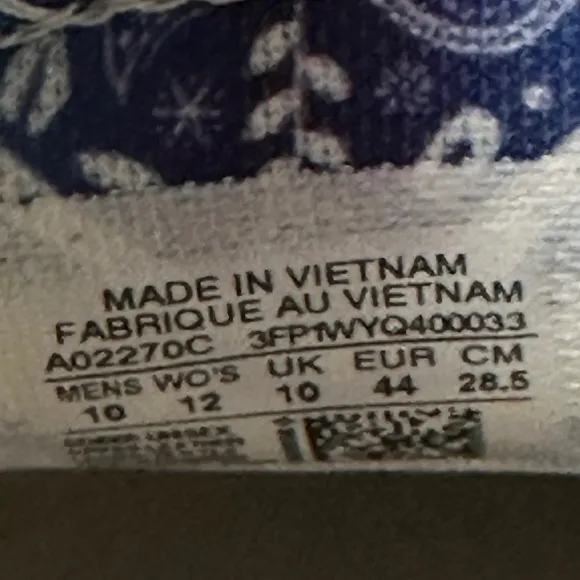 MADE IN VIETNAM
FABRIQUE AU VIETNAM
A02270C 3FP1WYQ400033
MENS WO'S UK EUR CM
10 12 10 44 28.5